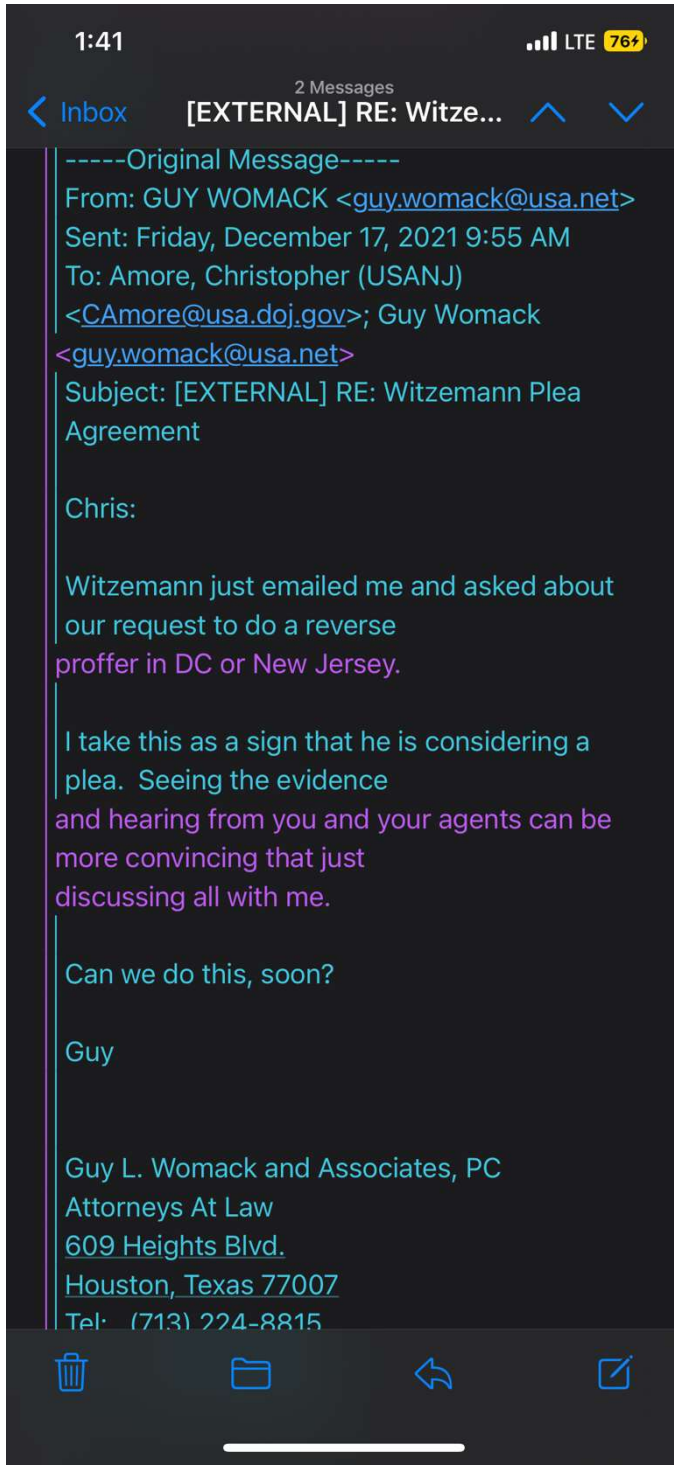 1:41
LTE 76
2 Messages
Inbox
[EXTERNAL] RE: Witze...
-----Original Message-----
From: GUY WOMACK <guy.womack@usa.net>
Sent: Friday, December 17, 2021 9:55 AM
To: Amore, Christopher (USANJ)
<CAmore@usa.doj.gov>; Guy Womack
<guy.womack@usa.net>
Subject: [EXTERNAL] RE: Witzemann Plea
Agreement
Chris:
Witzemann just emailed me and asked about
our request to do a reverse
proffer in DC or New Jersey.
I take this as a sign that he is considering a
plea.  Seeing the evidence
and hearing from you and your agents can be
more convincing that just
discussing all with me.
Can we do this, soon?
Guy
Guy L. Womack and Associates, PC
Attorneys At Law
609 Heights Blvd.
Houston, Texas 77007
Tel:   (713) 224-8815